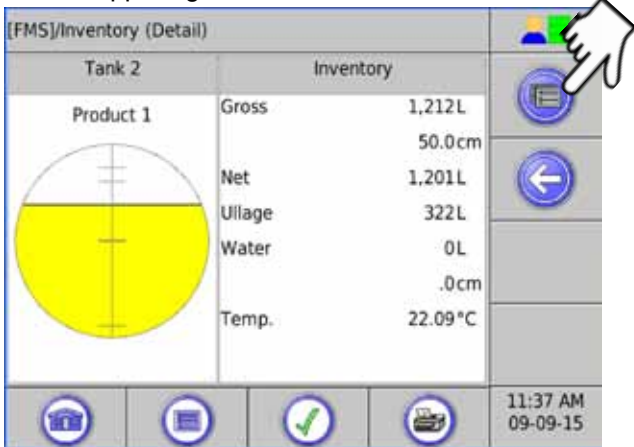 [FMS]/Inventory (Detail)
Tank 2
Inventory
Product 1
Gross 1,212L
50.0cm
Net 1,201L
Ullage 322L
Water 0L
.0cm
Temp. 22.09°C
11:37 AM
09-09-15